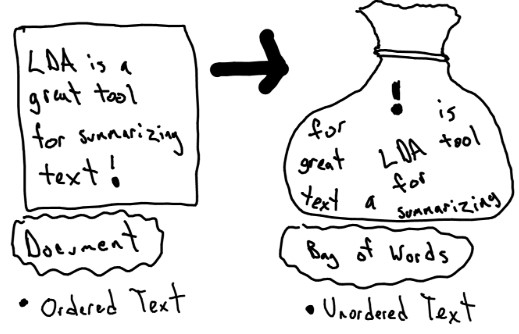 LDA is a
great tool
for summarizing
text!
!
for
is
great
LDA
tool
text
a
for
summarizing
Document
Bag of Words
• Ordered Text
• Unordered Text